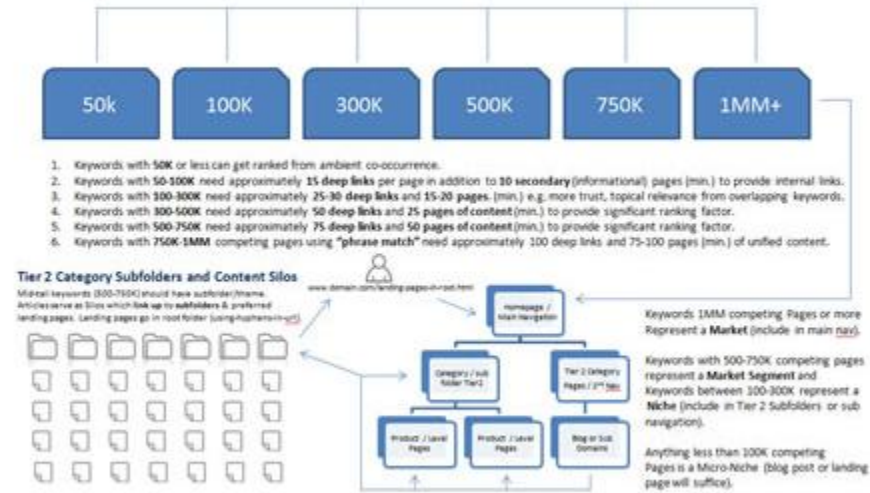 50k
100K
300K
500K
750K
1MM+
1. Keywords with 50K or less can get ranked from ambient co-occurrence.
2. Keywords with 50-100K need approximately 15 deep links per page in addition to 10 secondary (informational) pages (min.) to provide internal links.
3. Keywords with 100-300K need approximately 25-30 deep links and 15-20 pages. (min.) e.g. more trust, topical relevance from overlapping keywords.
4. Keywords with 300-500K need approximately 50 deep links and 25 pages of content (min.) to provide significant ranking factor.
5. Keywords with 500-750K need approximately 75 deep links and 50 pages of content (min.) to provide significant ranking factor.
6. Keywords with 750K-1MM competing pages using "phrase match" need approximately 100 deep links and 75-100 pages (min.) of unified content.
Tier 2 Category Subfolders and Content Silos
Mid-tail keywords (500-750K) should have subfolder/theme.
Articles serve as Silos which link up to subfolders & preferred
landing pages. Landing pages go in root folder (using-hyphens-in-url).
www.domain.com/landing-pages-in-root.html
Homepage /
Main Navigation
Category / sub
folder Tier2
Tier 2 Category
Pages / 2nd Nav
Product / Level
Pages
Product / Level
Pages
Blog or Sub
Domains
Keywords 1MM competing Pages or more
Represent a Market (include in main nav).
Keywords with 500-750K competing pages
represent a Market Segment and
Keywords between 100-300K represent a
Niche (include in Tier 2 Subfolders or sub
navigation).
Anything less than 100K competing
Pages is a Micro-Niche (blog post or landing
page will suffice).